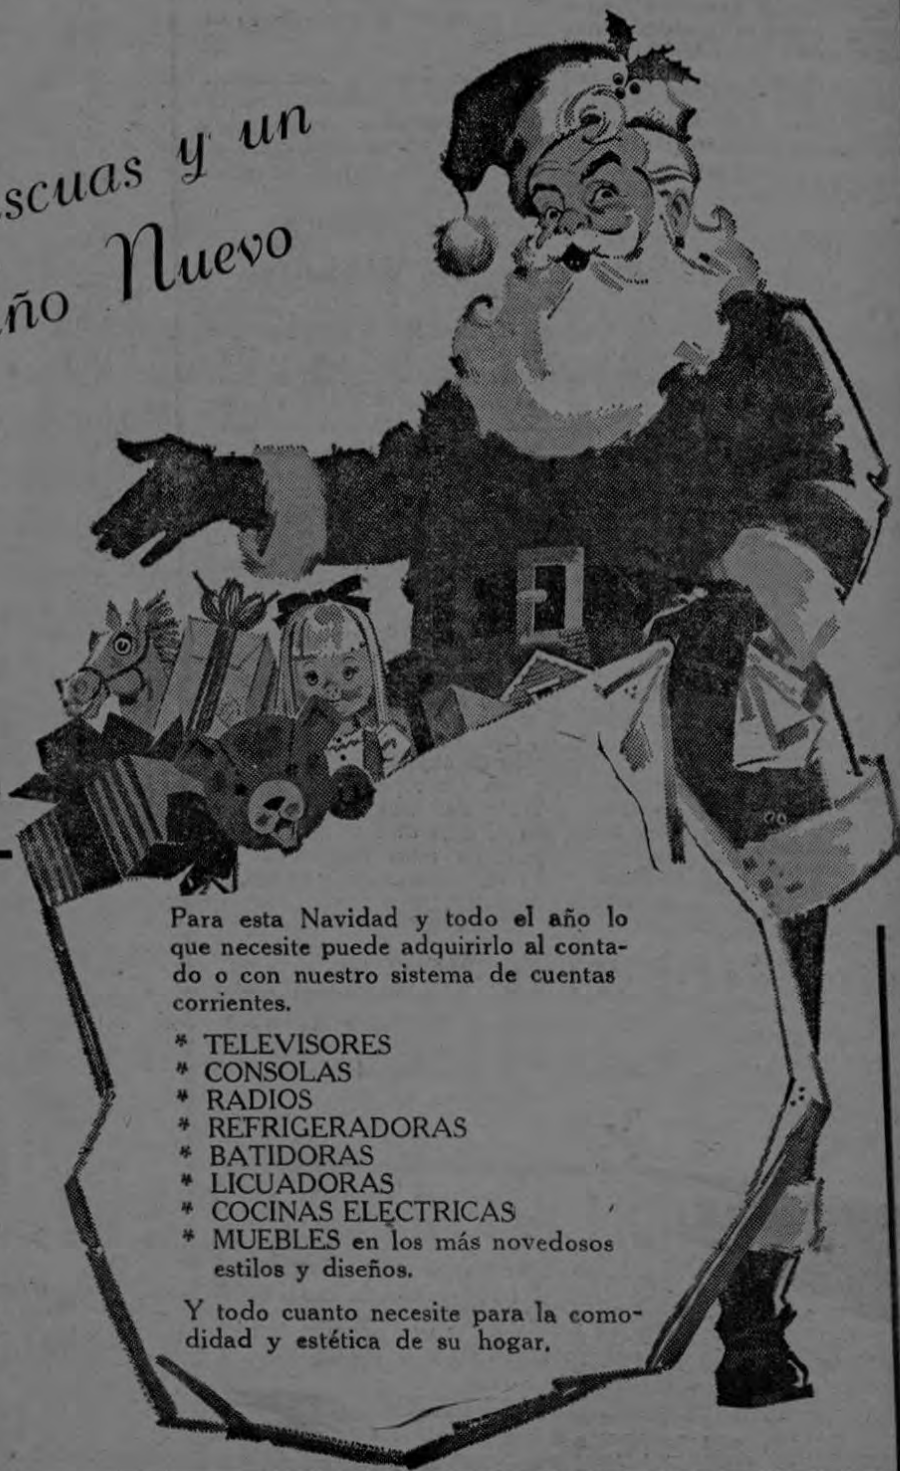 y un
Nuevo
Para esta Navidad y todo el año lo
que necesite puede adquirirlo al conta-
do o con nuestro sistema de cuentas
corrientes.
* TELEVISORES
* CONSOLAS
* RADIOS
* REFRIGERADORAS
* BATIDORAS
* LICUADORAS
* COCINAS ELECTRICAS
* MUEBLES en los más novedosos
estilos y diseños.
Y todo cuanto necesite para la como-
didad y estética de su hogar.